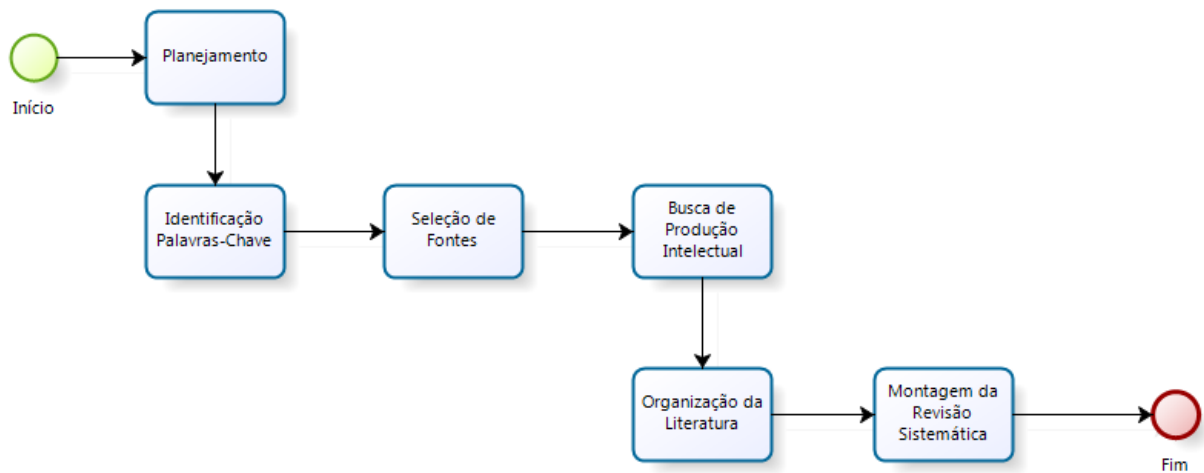 Planejamento
Início
Identificação
Palavras-Chave
Seleção de
Fontes
Busca de
Produção
Intelectual
Organização da
Literatura
Montagem da
Revisão
Sistemática
Fim